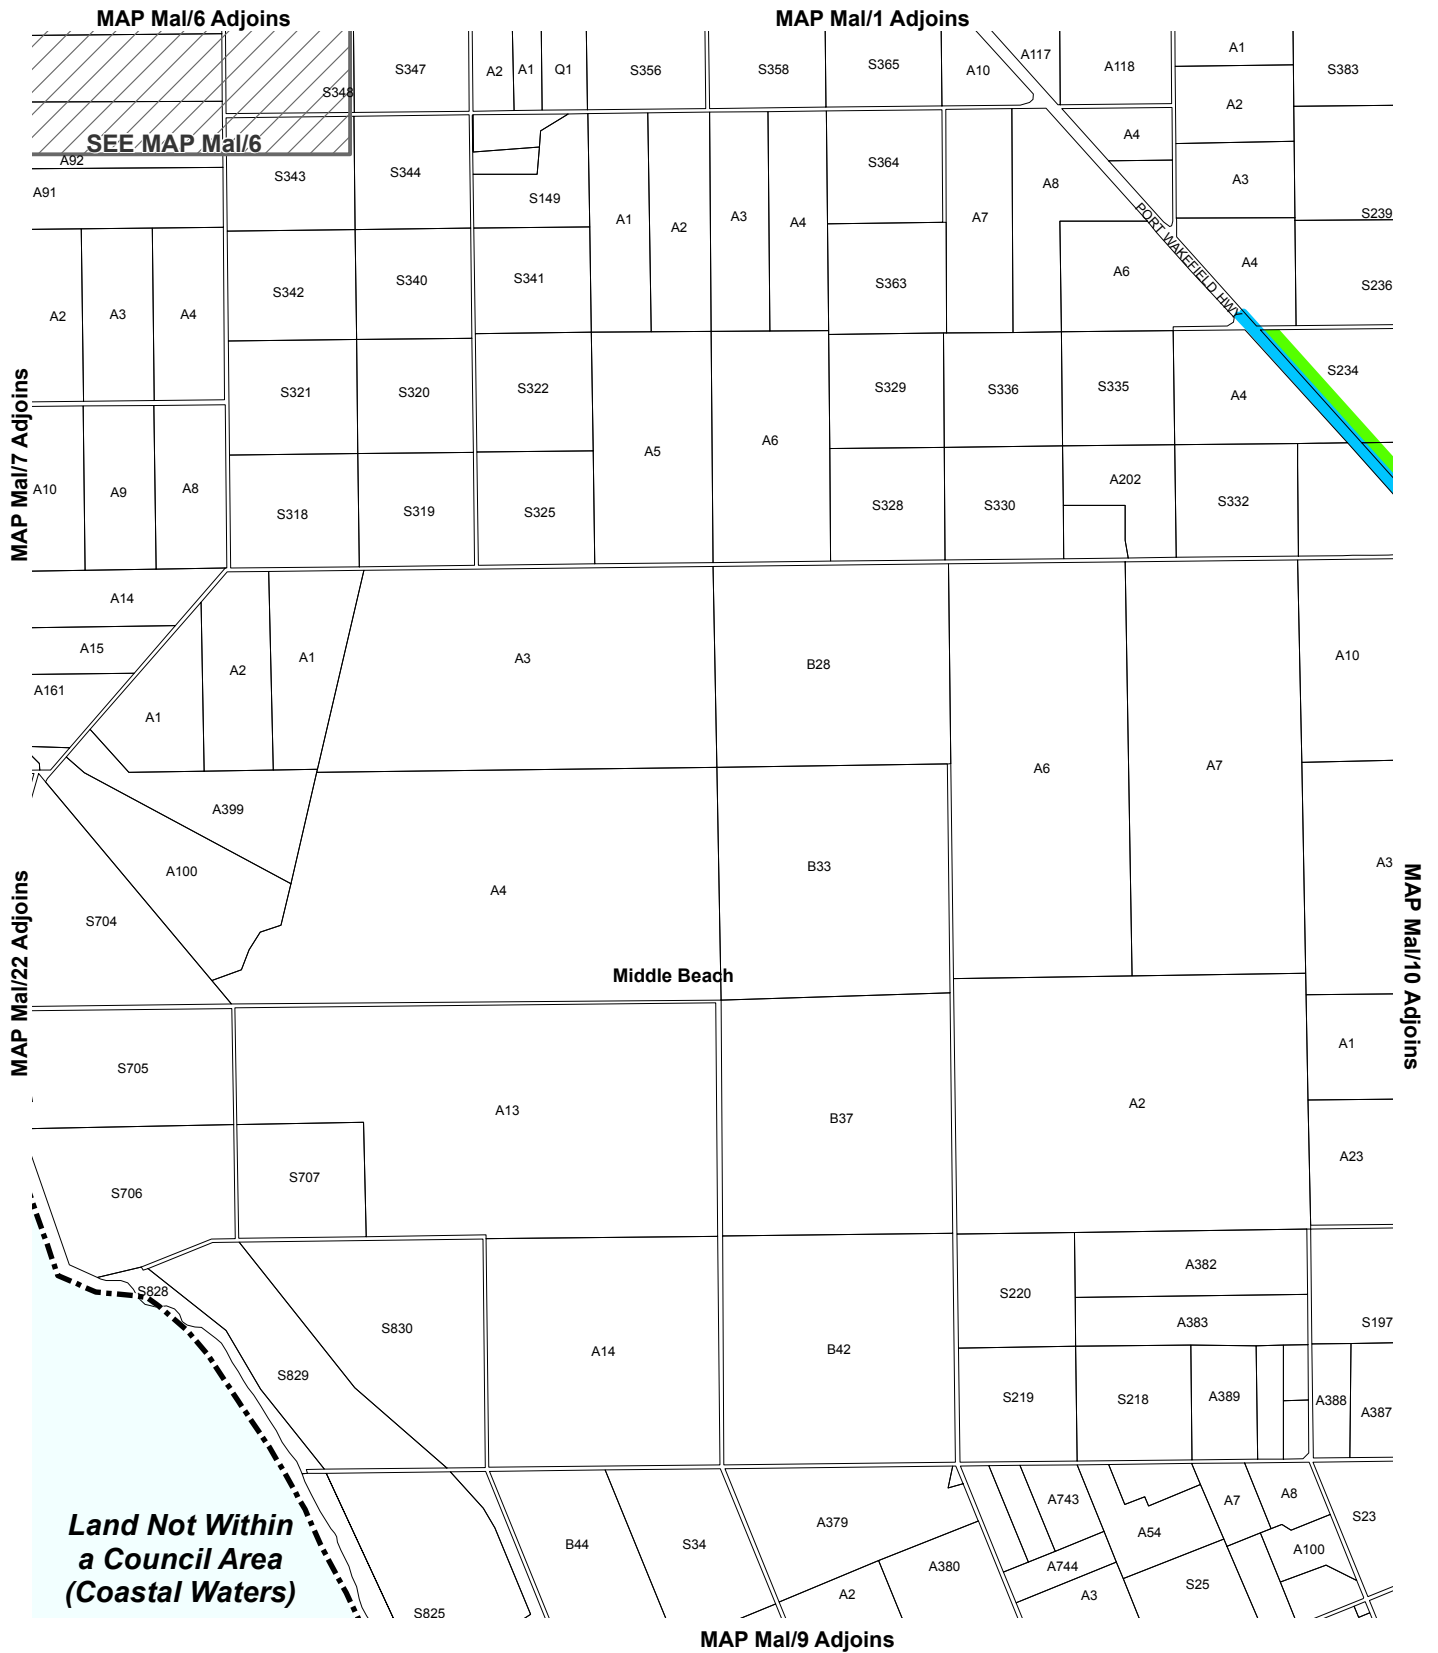 MAP Mal/6 Adjoins
MAP Mal/1 Adjoins
S347
A2
A1
Q1
S356
S358
S365
A10
A117
A118
A1
S383
S348
A2
SEE MAP Mal/6
A92
A91
S343
S344
S149
A1
A2
A3
A4
S364
A7
A8
A4
A3
S239
PORT WAKEFIELD HWY
A2
A3
A4
S342
S340
S341
S363
A6
A4
S236
MAP Mal/7 Adjoins
S321
S320
S322
A5
A6
S329
S336
S335
A4
S234
A10
A9
A8
S318
S319
S325
S328
S330
A202
S332
A14
A15
A161
A1
A2
A1
A3
B28
A6
A7
A10
A399
A100
S704
A4
B33
A3
MAP Mal/22 Adjoins
MAP Mal/10 Adjoins
Middle Beach
S705
A13
B37
A2
A1
A23
S706
S707
S828
S830
S829
A14
B42
S220
A382
A383
S197
S219
S218
A389
A388
A387
Land Not Within
a Council Area
(Coastal Waters)
S825
B44
S34
A379
A2
A380
A743
A744
A3
A54
A7
A8
S23
A100
S25
MAP Mal/9 Adjoins